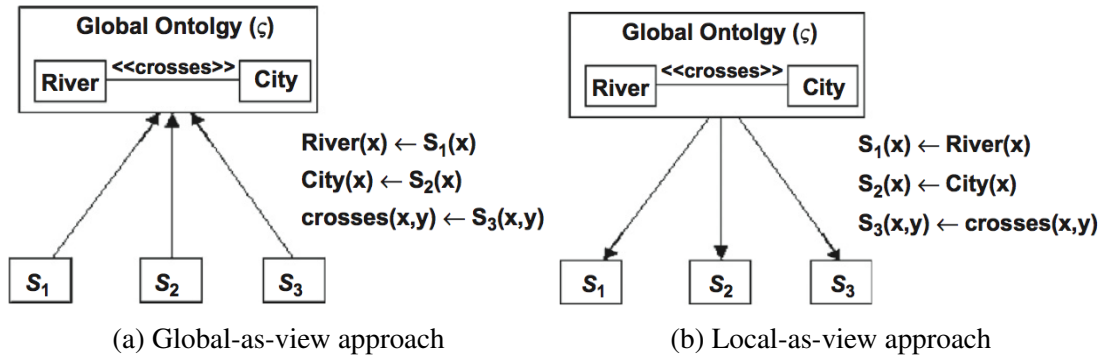 Global Ontolgy (ς)
<<crosses>>
River
City
River(x) ← S₁(x)
City(x) ← S₂(x)
crosses(x,y) ← S₃(x,y)
S₁
S₂
S₃
(a) Global-as-view approach
Global Ontolgy (ς)
<<crosses>>
River
City
S₁(x) ← River(x)
S₂(x) ← City(x)
S₃(x,y) ← crosses(x,y)
S₁
S₂
S₃
(b) Local-as-view approach